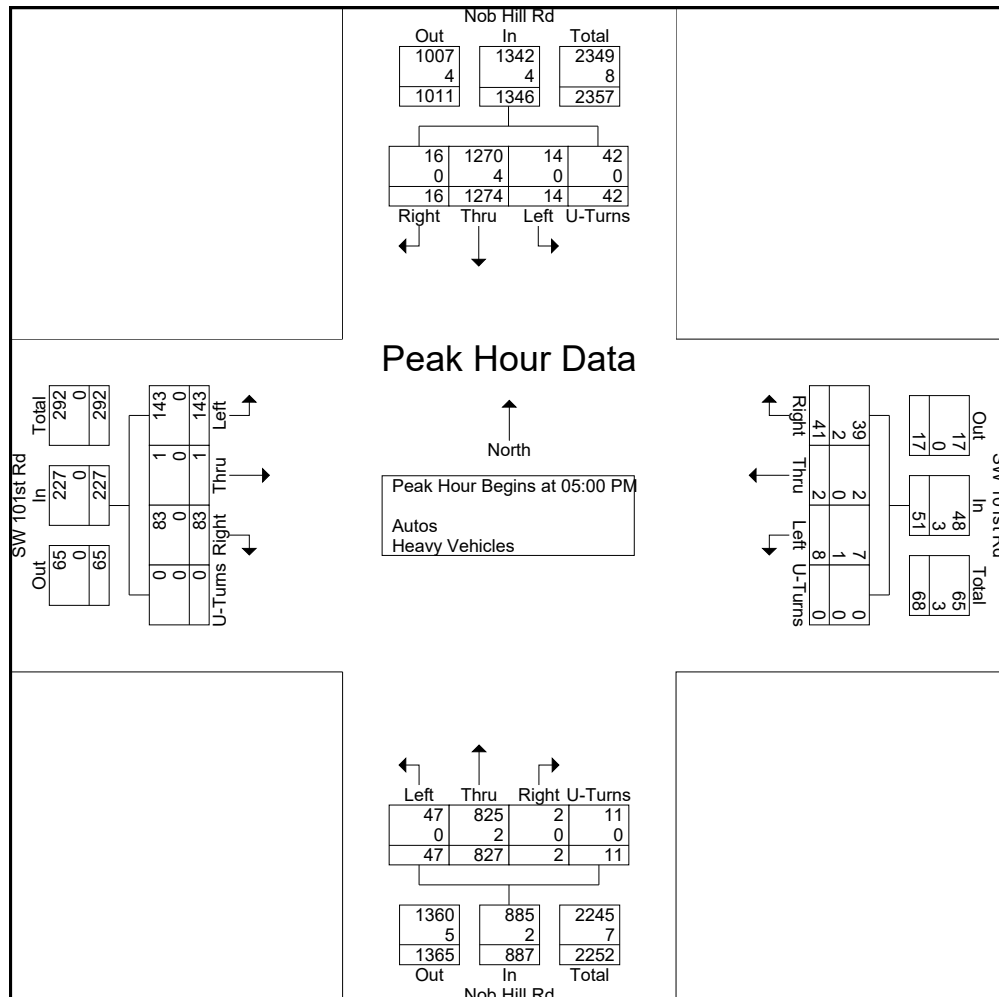 Nob Hill Rd
Out In Total
1007 1342 2349
4 4 8
1011 1346 2357
16 1270 14 42
0 4 0 0
16 1274 14 42
Right Thru Left U-Turns
Peak Hour Data
North
Peak Hour Begins at 05:00 PM
Autos
Heavy Vehicles
SW 101st Rd
Out In Total
65 227 292
0 0 0
65 227 292
U-Turns Right Thru Left
0 83 1 143
0 0 0 0
0 83 1 143
SW 101st Rd
Out In Total
17 48 65
0 3 3
17 51 68
39 2 7 0
2 0 1 0
41 2 8 0
Right Thru Left U-Turns
Left Thru Right U-Turns
47 825 2 11
0 2 0 0
47 827 2 11
1360 885 2245
5 2 7
1365 887 2252
Out In Total
Nob Hill Rd